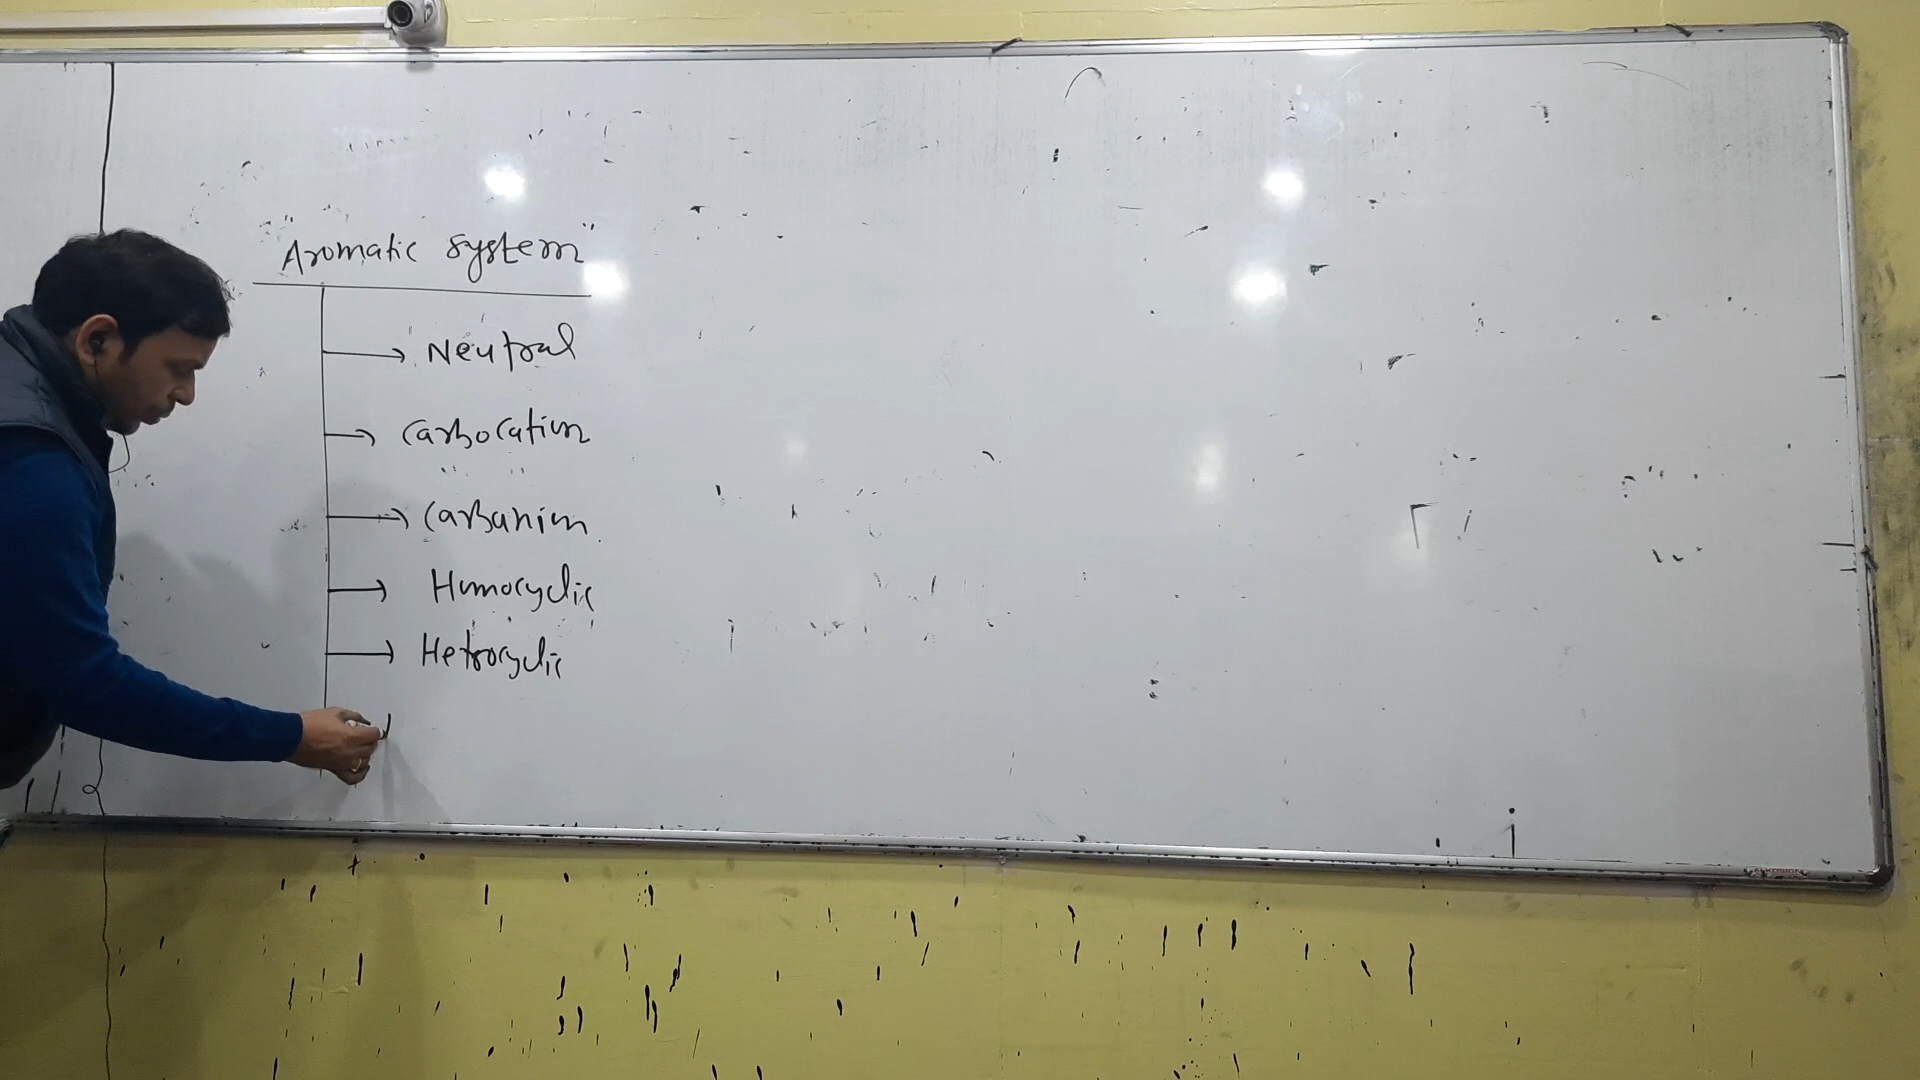 "Aromatic system"
→ Neutral
→ Carbocation
→ Carbanion
→ Homocyclic
→ Hetrocyclic